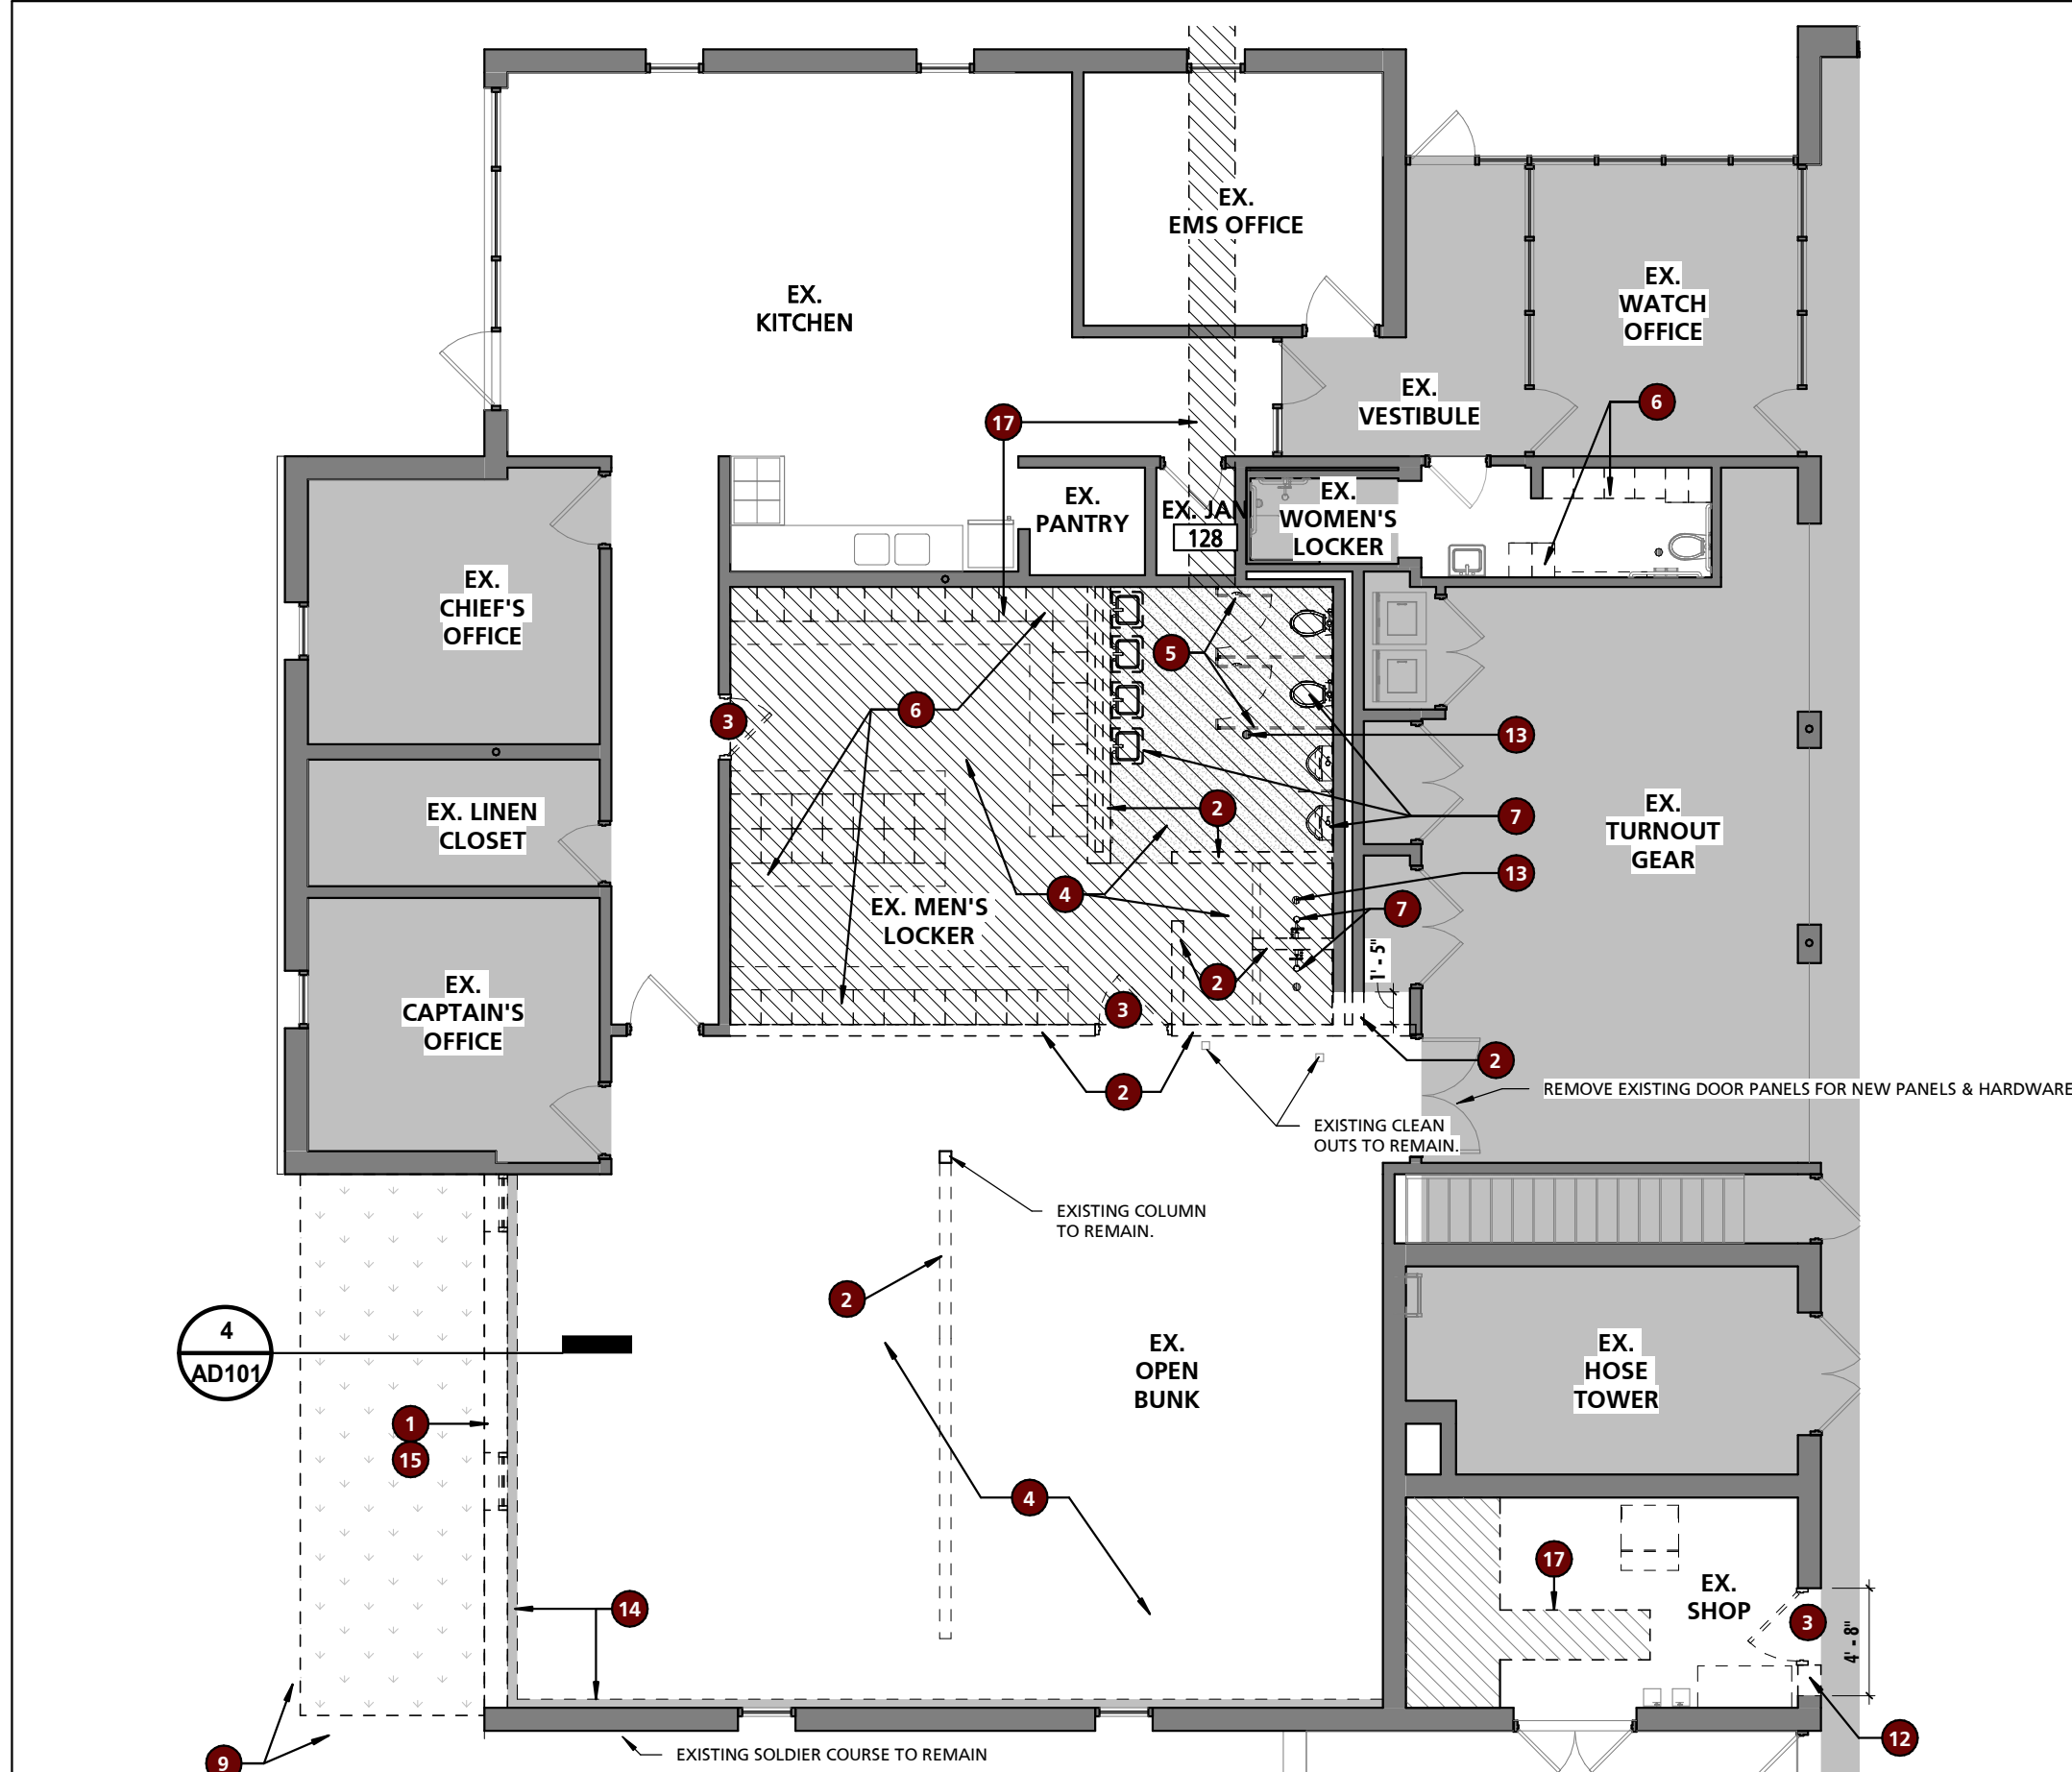 EX.
EMS OFFICE
EX.
WATCH
OFFICE
EX.
KITCHEN
EX.
VESTIBULE
6
17
EX.
PANTRY
EX. JAN
128
EX.
WOMEN'S
LOCKER
6
EX.
CHIEF'S
OFFICE
5
6
3
13
2
7
EX. LINEN
CLOSET
EX.
TURNOUT
GEAR
13
4
7
EX. MEN'S
LOCKER
1' - 5"
2
EX.
CAPTAIN'S
OFFICE
3
2
2
REMOVE EXISTING DOOR PANELS FOR NEW PANELS & HARDWARE
EXISTING CLEAN
OUTS TO REMAIN.
EXISTING COLUMN
TO REMAIN.
2
4
AD101
EX.
OPEN
BUNK
EX.
HOSE
TOWER
1
15
4
17
EX.
SHOP
14
3
4' - 8"
12
9
EXISTING SOLDIER COURSE TO REMAIN